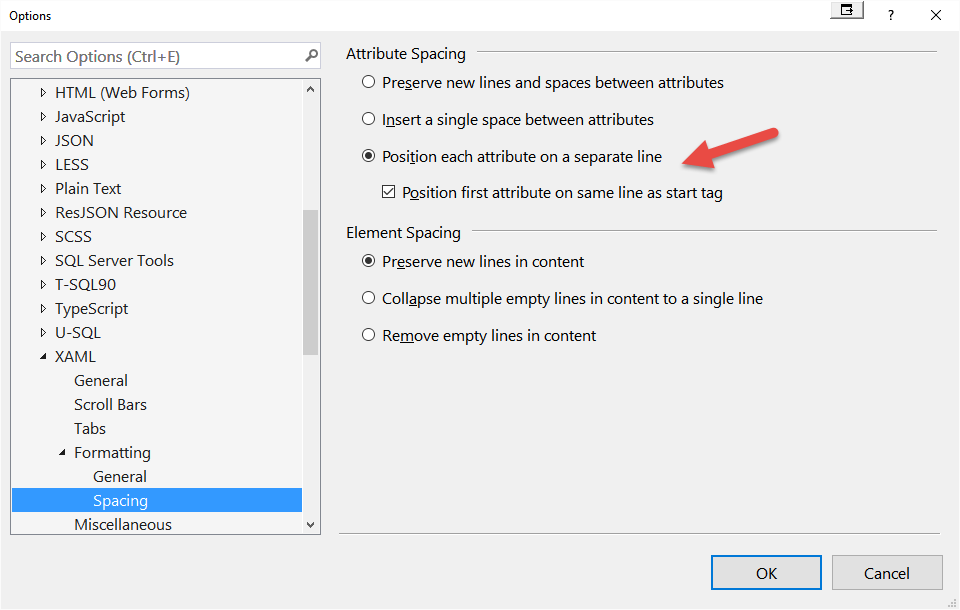 Options
?
Search Options (Ctrl+E)
HTML (Web Forms)
JavaScript
JSON
LESS
Plain Text
ResJSON Resource
SCSS
SQL Server Tools
T-SQL90
TypeScript
U-SQL
XAML
General
Scroll Bars
Tabs
Formatting
General
Spacing
Miscellaneous
Attribute Spacing
Preserve new lines and spaces between attributes
Insert a single space between attributes
Position each attribute on a separate line
Position first attribute on same line as start tag
Element Spacing
Preserve new lines in content
Collapse multiple empty lines in content to a single line
Remove empty lines in content
OK
Cancel